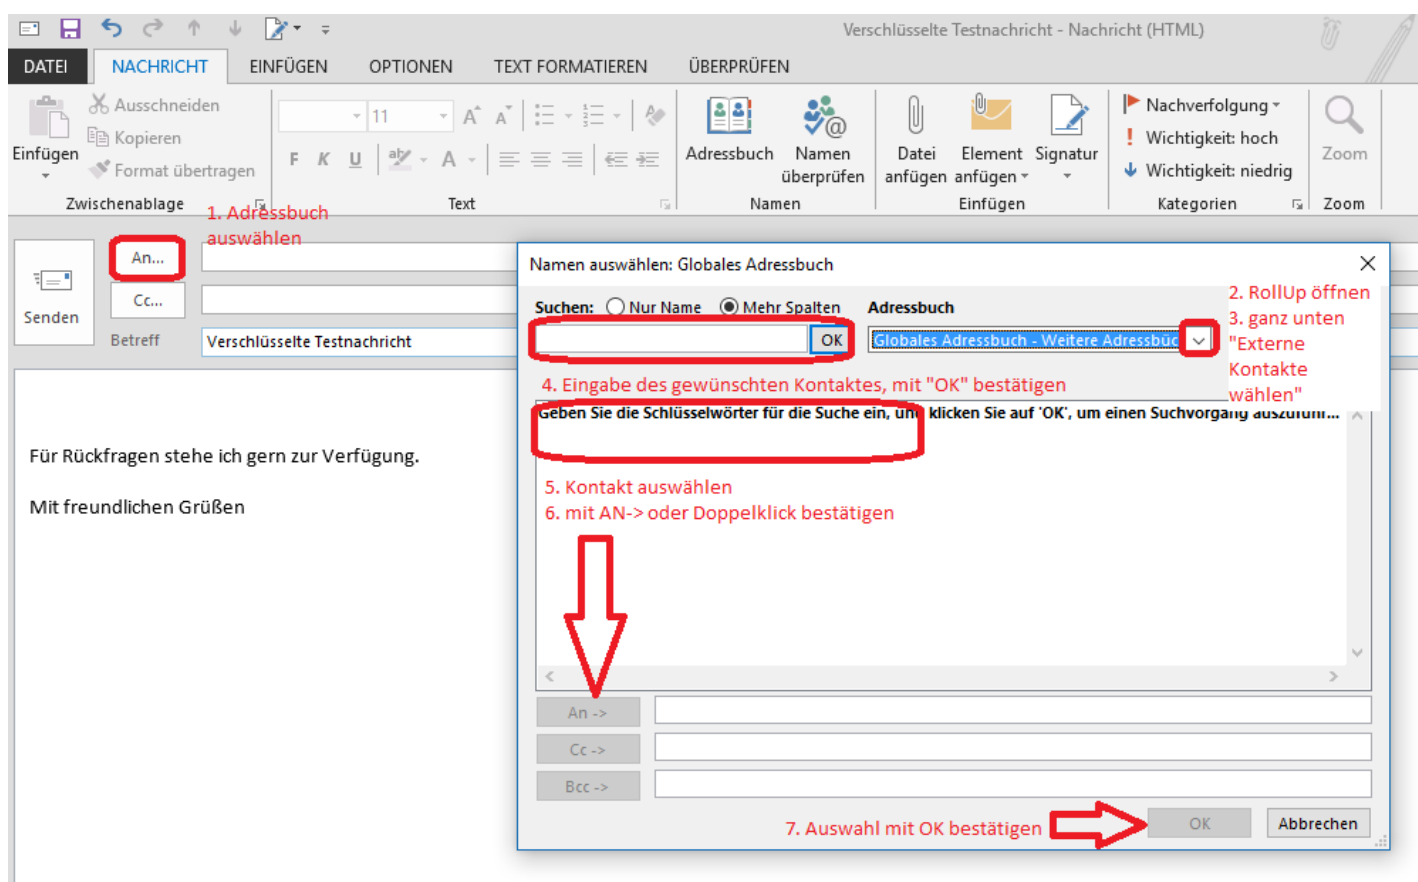 Verschlüsselte Testnachricht - Nachricht (HTML)
DATEI NACHRICHT EINFÜGEN OPTIONEN TEXT FORMATIEREN ÜBERPRÜFEN
Einfügen
Ausschneiden
Kopieren
Format übertragen
Zwischenablage
11
F K U
Text
Adressbuch
Namen
überprüfen
Namen
Datei
anfügen
Element
anfügen
Signatur
Einfügen
Nachverfolgung
Wichtigkeit: hoch
Wichtigkeit: niedrig
Kategorien
Zoom
Zoom
1. Adressbuch
auswählen
Senden
An...
Cc...
Betreff
Verschlüsselte Testnachricht
Für Rückfragen stehe ich gern zur Verfügung.
Mit freundlichen Grüßen
Namen auswählen: Globales Adressbuch
Suchen: Nur Name Mehr Spalten Adressbuch
OK
Globales Adressbuch - Weitere
2. RollUp öffnen
3. ganz unten
"Externe
Kontakte
wählen"
4. Eingabe des gewünschten Kontaktes, mit "OK" bestätigen
Geben Sie die Schlüsselwörter für die Suche ein, und klicken Sie auf 'OK', um einen Suchvorgang auszuführ...
5. Kontakt auswählen
6. mit AN-> oder Doppelklick bestätigen
An ->
Cc ->
Bcc ->
7. Auswahl mit OK bestätigen
OK
Abbrechen